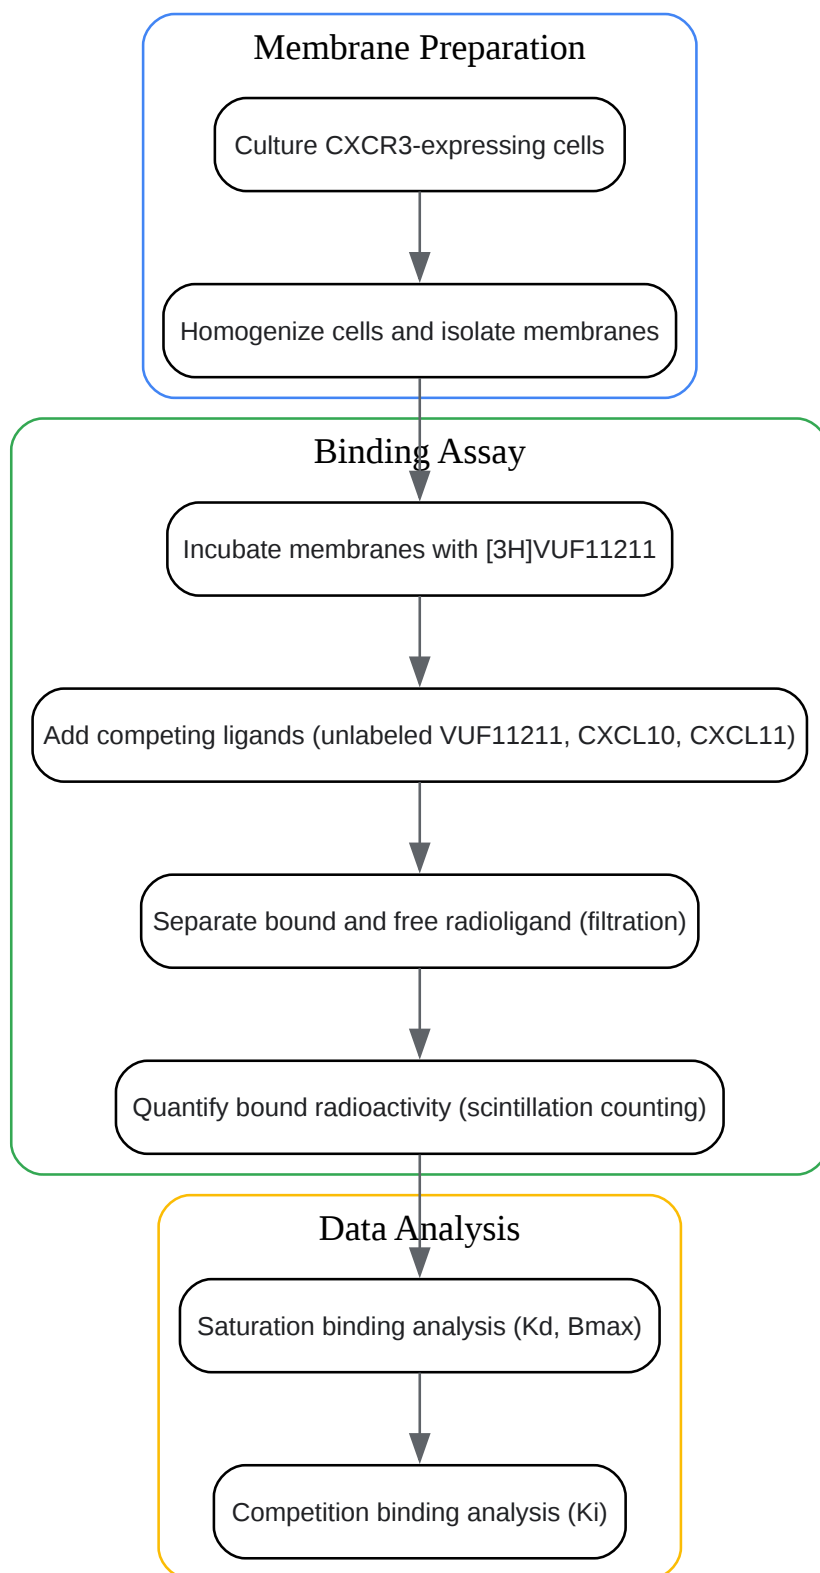 Membrane Preparation
Culture CXCR3-expressing cells
Homogenize cells and isolate membranes
Binding Assay
Incubate membranes with [3H]VUF11211
Add competing ligands (unlabeled VUF11211, CXCL10, CXCL11)
Separate bound and free radioligand (filtration)
Quantify bound radioactivity (scintillation counting)
Data Analysis
Saturation binding analysis (Kd, Bmax)
Competition binding analysis (Ki)